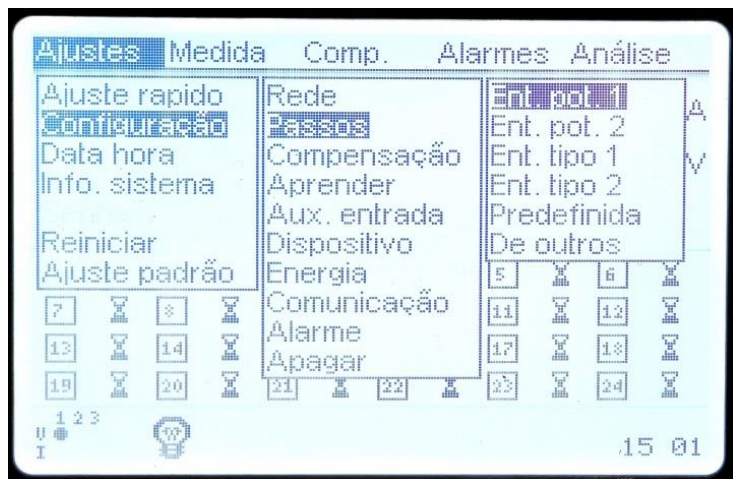 Ajustes Medida Comp. Alarmes Análise
Ajuste rapido
Configuração
Data hora
Info. sistema
Reiniciar
Ajuste padrão
Rede
Passos
Compensação
Aprender
Aux. entrada
Dispositivo
Energia
Comunicação
Alarme
Apagar
Ent. pot. 1
Ent. pot. 2
Ent. tipo 1
Ent. tipo 2
Predefinida
De outros
A
V
5 6
7 8 11 12
13 14 17 18
19 20 21 22 23 24
1 2 3
U
I
15 01